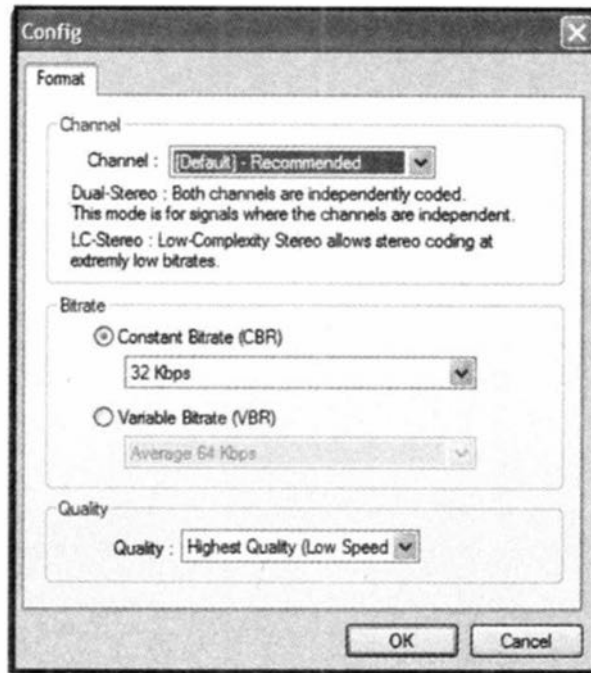 Config
Format
Channel
Channel : [Default] - Recommended
Dual-Stereo : Both channels are independently coded.
This mode is for signals where the channels are independent.
LC-Stereo : Low-Complexity Stereo allows stereo coding at
extremly low bitrates.
Bitrate
Constant Bitrate (CBR)
32 Kbps
Variable Bitrate (VBR)
Average 64 Kbps
Quality
Quality : Highest Quality (Low Speed
OK Cancel